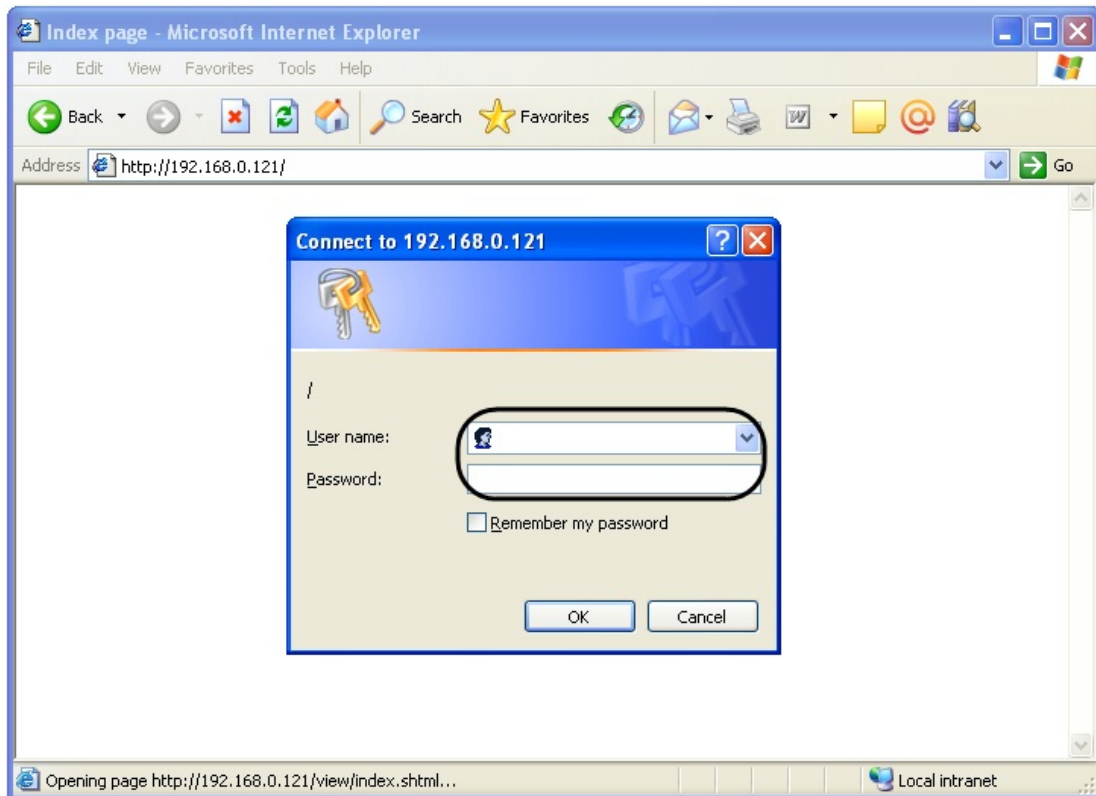 Index page - Microsoft Internet Explorer
File Edit View Favorites Tools Help
Back Search Favorites
Address http://192.168.0.121/ Go
Connect to 192.168.0.121
/
User name:
Password:
Remember my password
OK Cancel
Opening page http://192.168.0.121/view/index.shtml... Local intranet